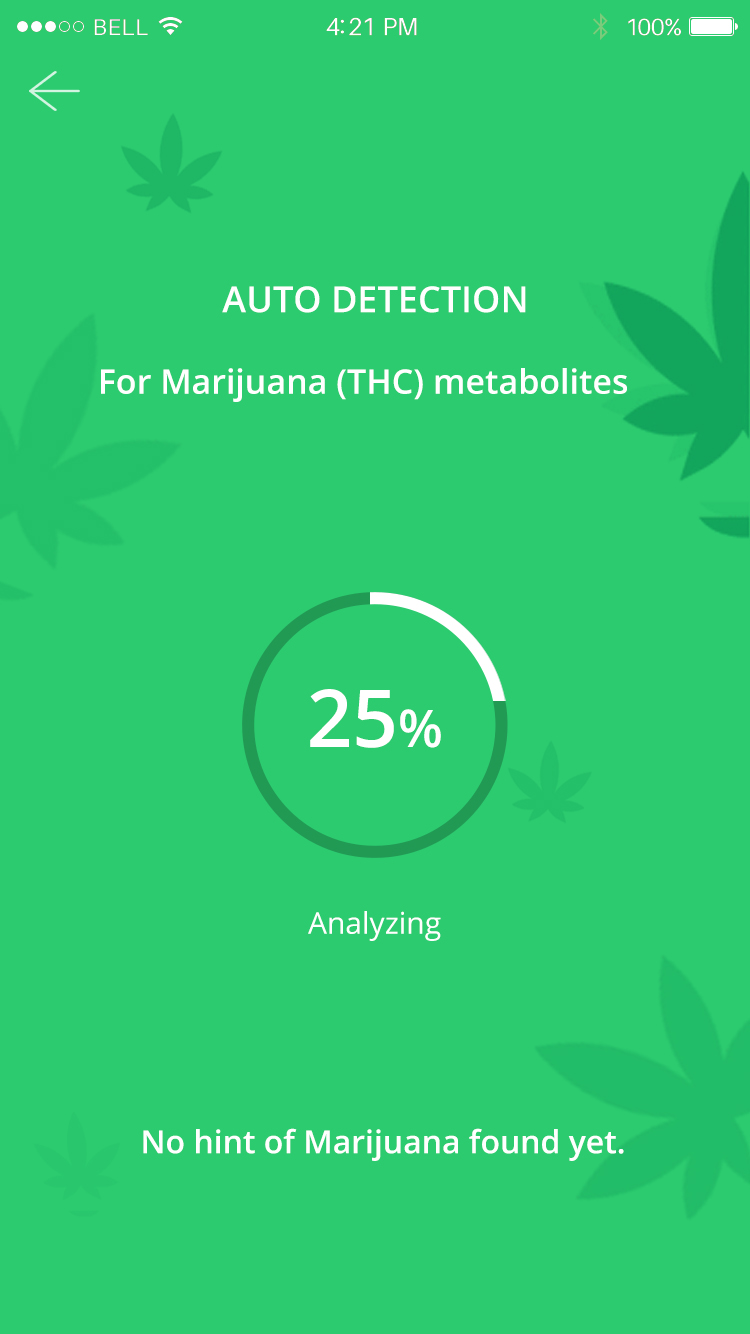 BELL 4:21 PM 100%
AUTO DETECTION
For Marijuana (THC) metabolites
25%
Analyzing
No hint of Marijuana found yet.